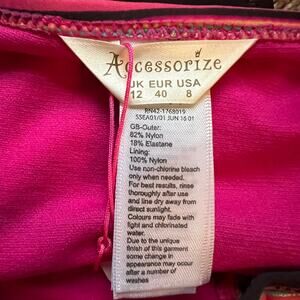 Accessorize
UK EUR USA
12 40 8
RN42-1768019
SSEA01/01 JUN 16 01
GB-Outer:
82% Nylon
18% Elastane
Lining:
100% Nylon
Use non-chlorine bleach
only when needed.
For best results, rinse
thoroughly after use
and line dry away from
direct sunlight.
Colours may fade with
light and chlorinated
water.
Due to the unique
finish of this garment
some change in
appearance may occur
after a number of
washes